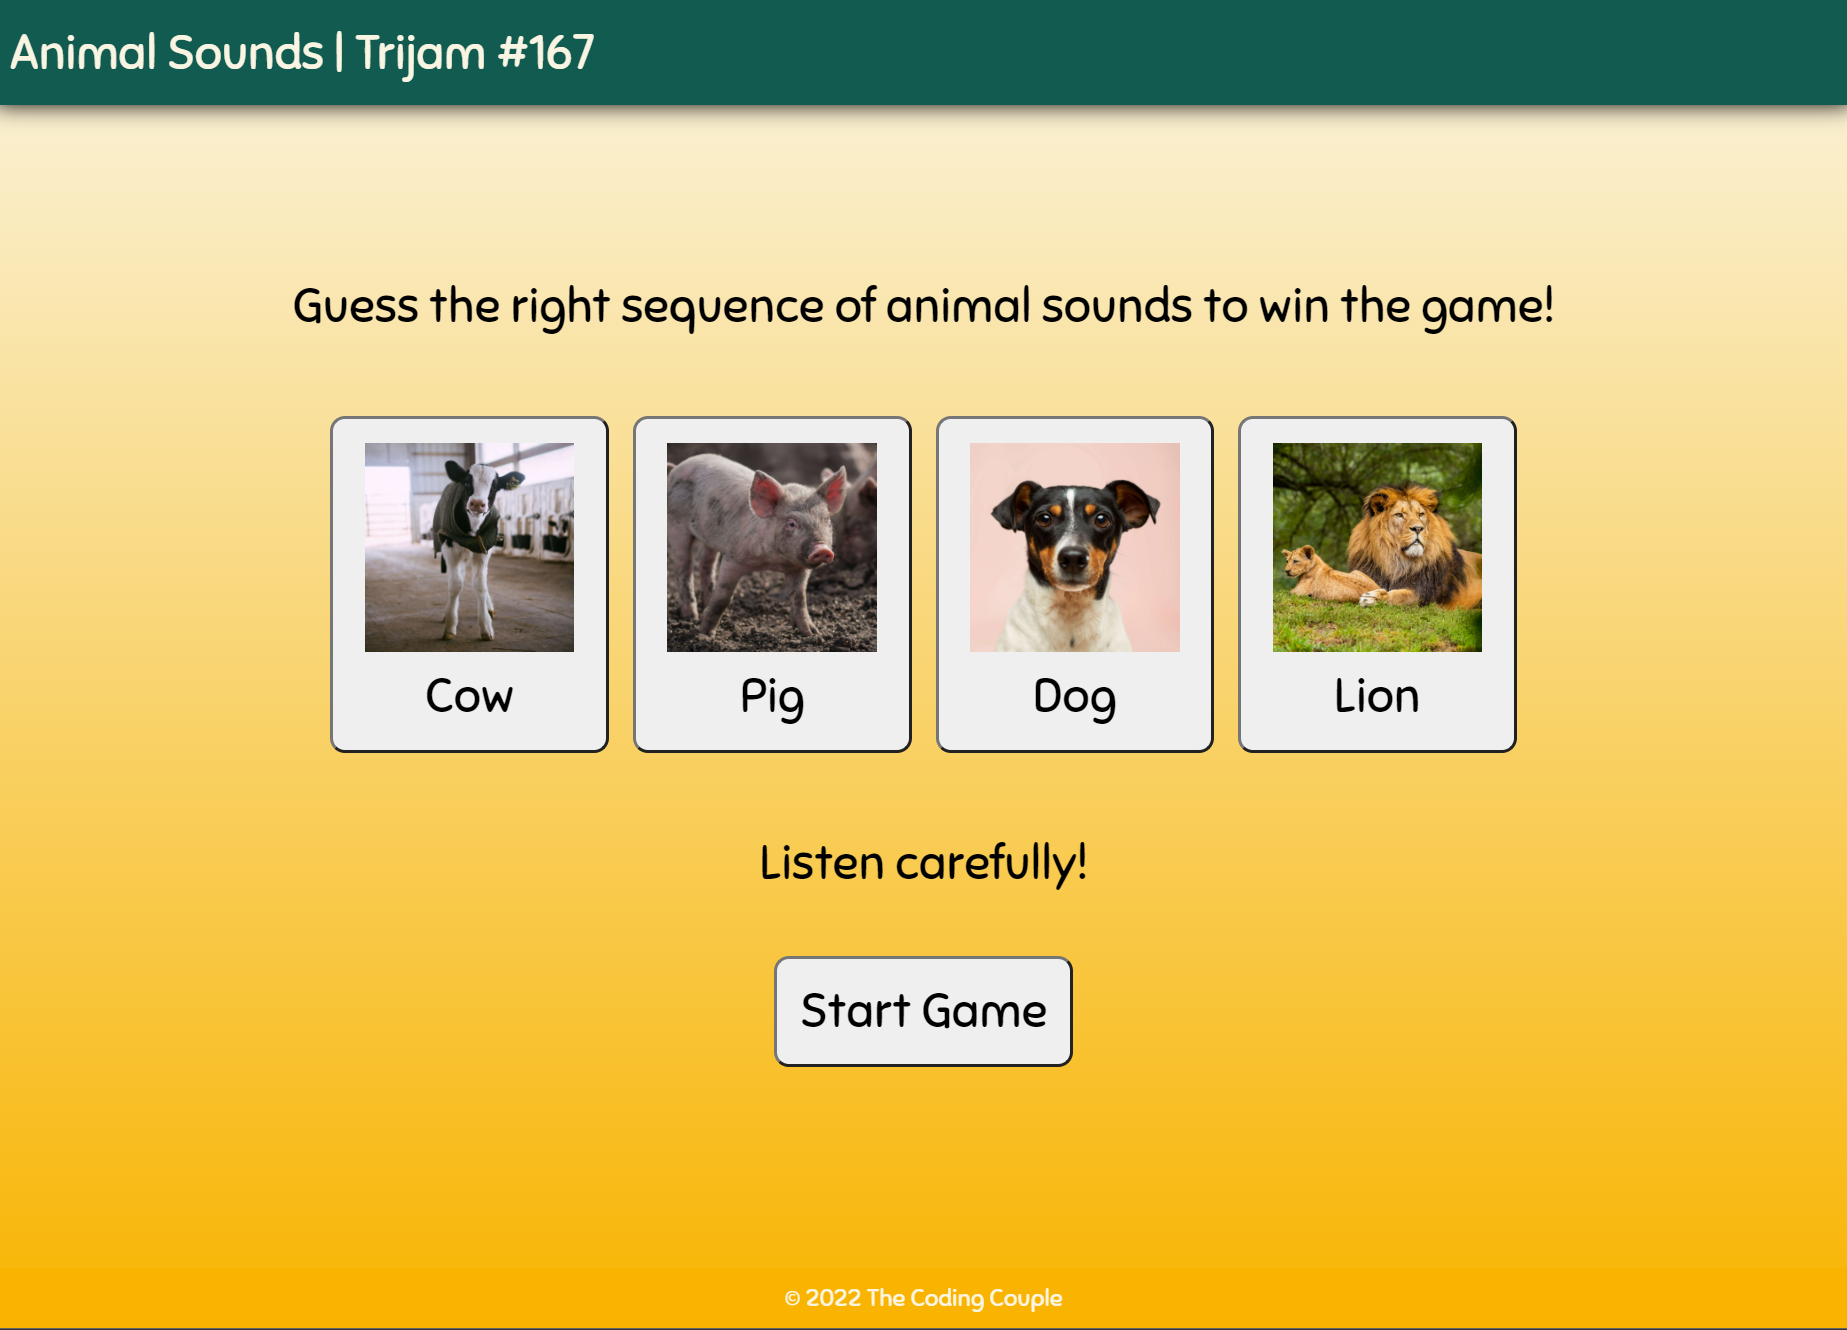 Animal Sounds | Trijam #167
Guess the right sequence of animal sounds to win the game!
Cow
Pig
Dog
Lion
Listen carefully!
Start Game
© 2022 The Coding Couple